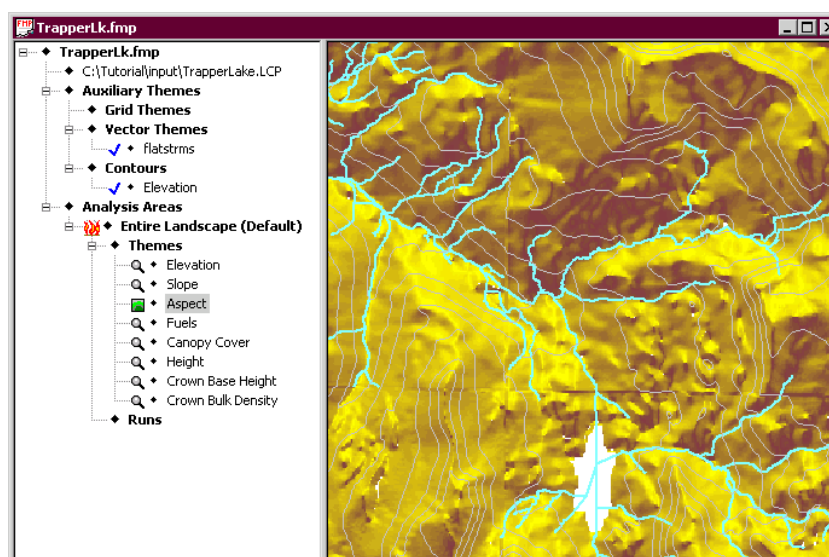 FMP TrapperLk.fmp
TrapperLk.fmp
C:\Tutorial\input\TrapperLake.LCP
Auxiliary Themes
Grid Themes
Vector Themes
flatstrms
Contours
Elevation
Analysis Areas
Entire Landscape (Default)
Themes
Elevation
Slope
Aspect
Fuels
Canopy Cover
Height
Crown Base Height
Crown Bulk Density
Runs